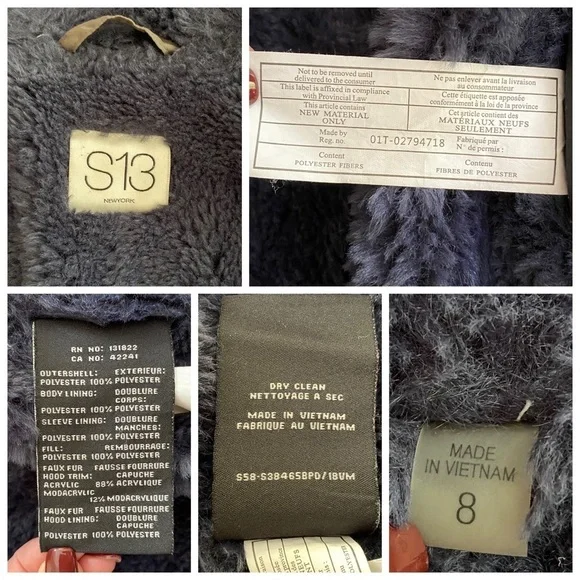 S13
NEWYORK
Not to be removed until
delivered to the consumer
Ne pas enlever avant la livraison
au consommateur
This label is affixed in compliance
with Provincial Law
Cette étiquette est apposée
conformément à la loi de la province
This article contains
NEW MATERIAL
ONLY
Cet article contient des
MATÉRIAUX NEUFS
SEULEMENT
Made by
Reg. no.
01T-02794718
Fabriqué par
N° de permis:
Content
POLYESTER FIBERS
Contenu
FIBRES DE POLYESTER
RN NO: 131822
CA NO: 42241
OUTERSHELL: EXTERIEUR:
POLYESTER 100% POLYESTER
BODY LINING: DOUBLURE
CORPS:
POLYESTER 100% POLYESTER
SLEEVE LINING: DOUBLURE
MANCHES:
POLYESTER 100% POLYESTER
FILL: REMBOURRAGE:
POLYESTER 100% POLYESTER
FAUX FUR FAUSSE FOURRURE
HOOD TRIM: CAPUCHE
ACRYLIC 88% ACRYLIQUE
MODACRYLIC
12% MODACRYLIQUE
FAUX FUR FAUSSE FOURRURE
HOOD LINING: DOUBLURE
CAPUCHE
POLYESTER 100% POLYESTER
DRY CLEAN
NETTOYAGE A SEC
MADE IN VIETNAM
FABRIQUE AU VIETNAM
S58-S38465BPD/18VM
MADE
IN VIETNAM
8